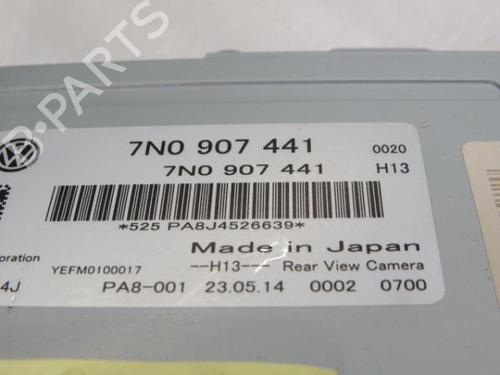 7N0 907 441 0020
7N0 907 441 H13
*525 PA8J4526639*
Made in Japan
orporation YEFM0100017 --H13-- Rear View Camera
4J PA8-001 23.05.14 0002 0700
B-Parts